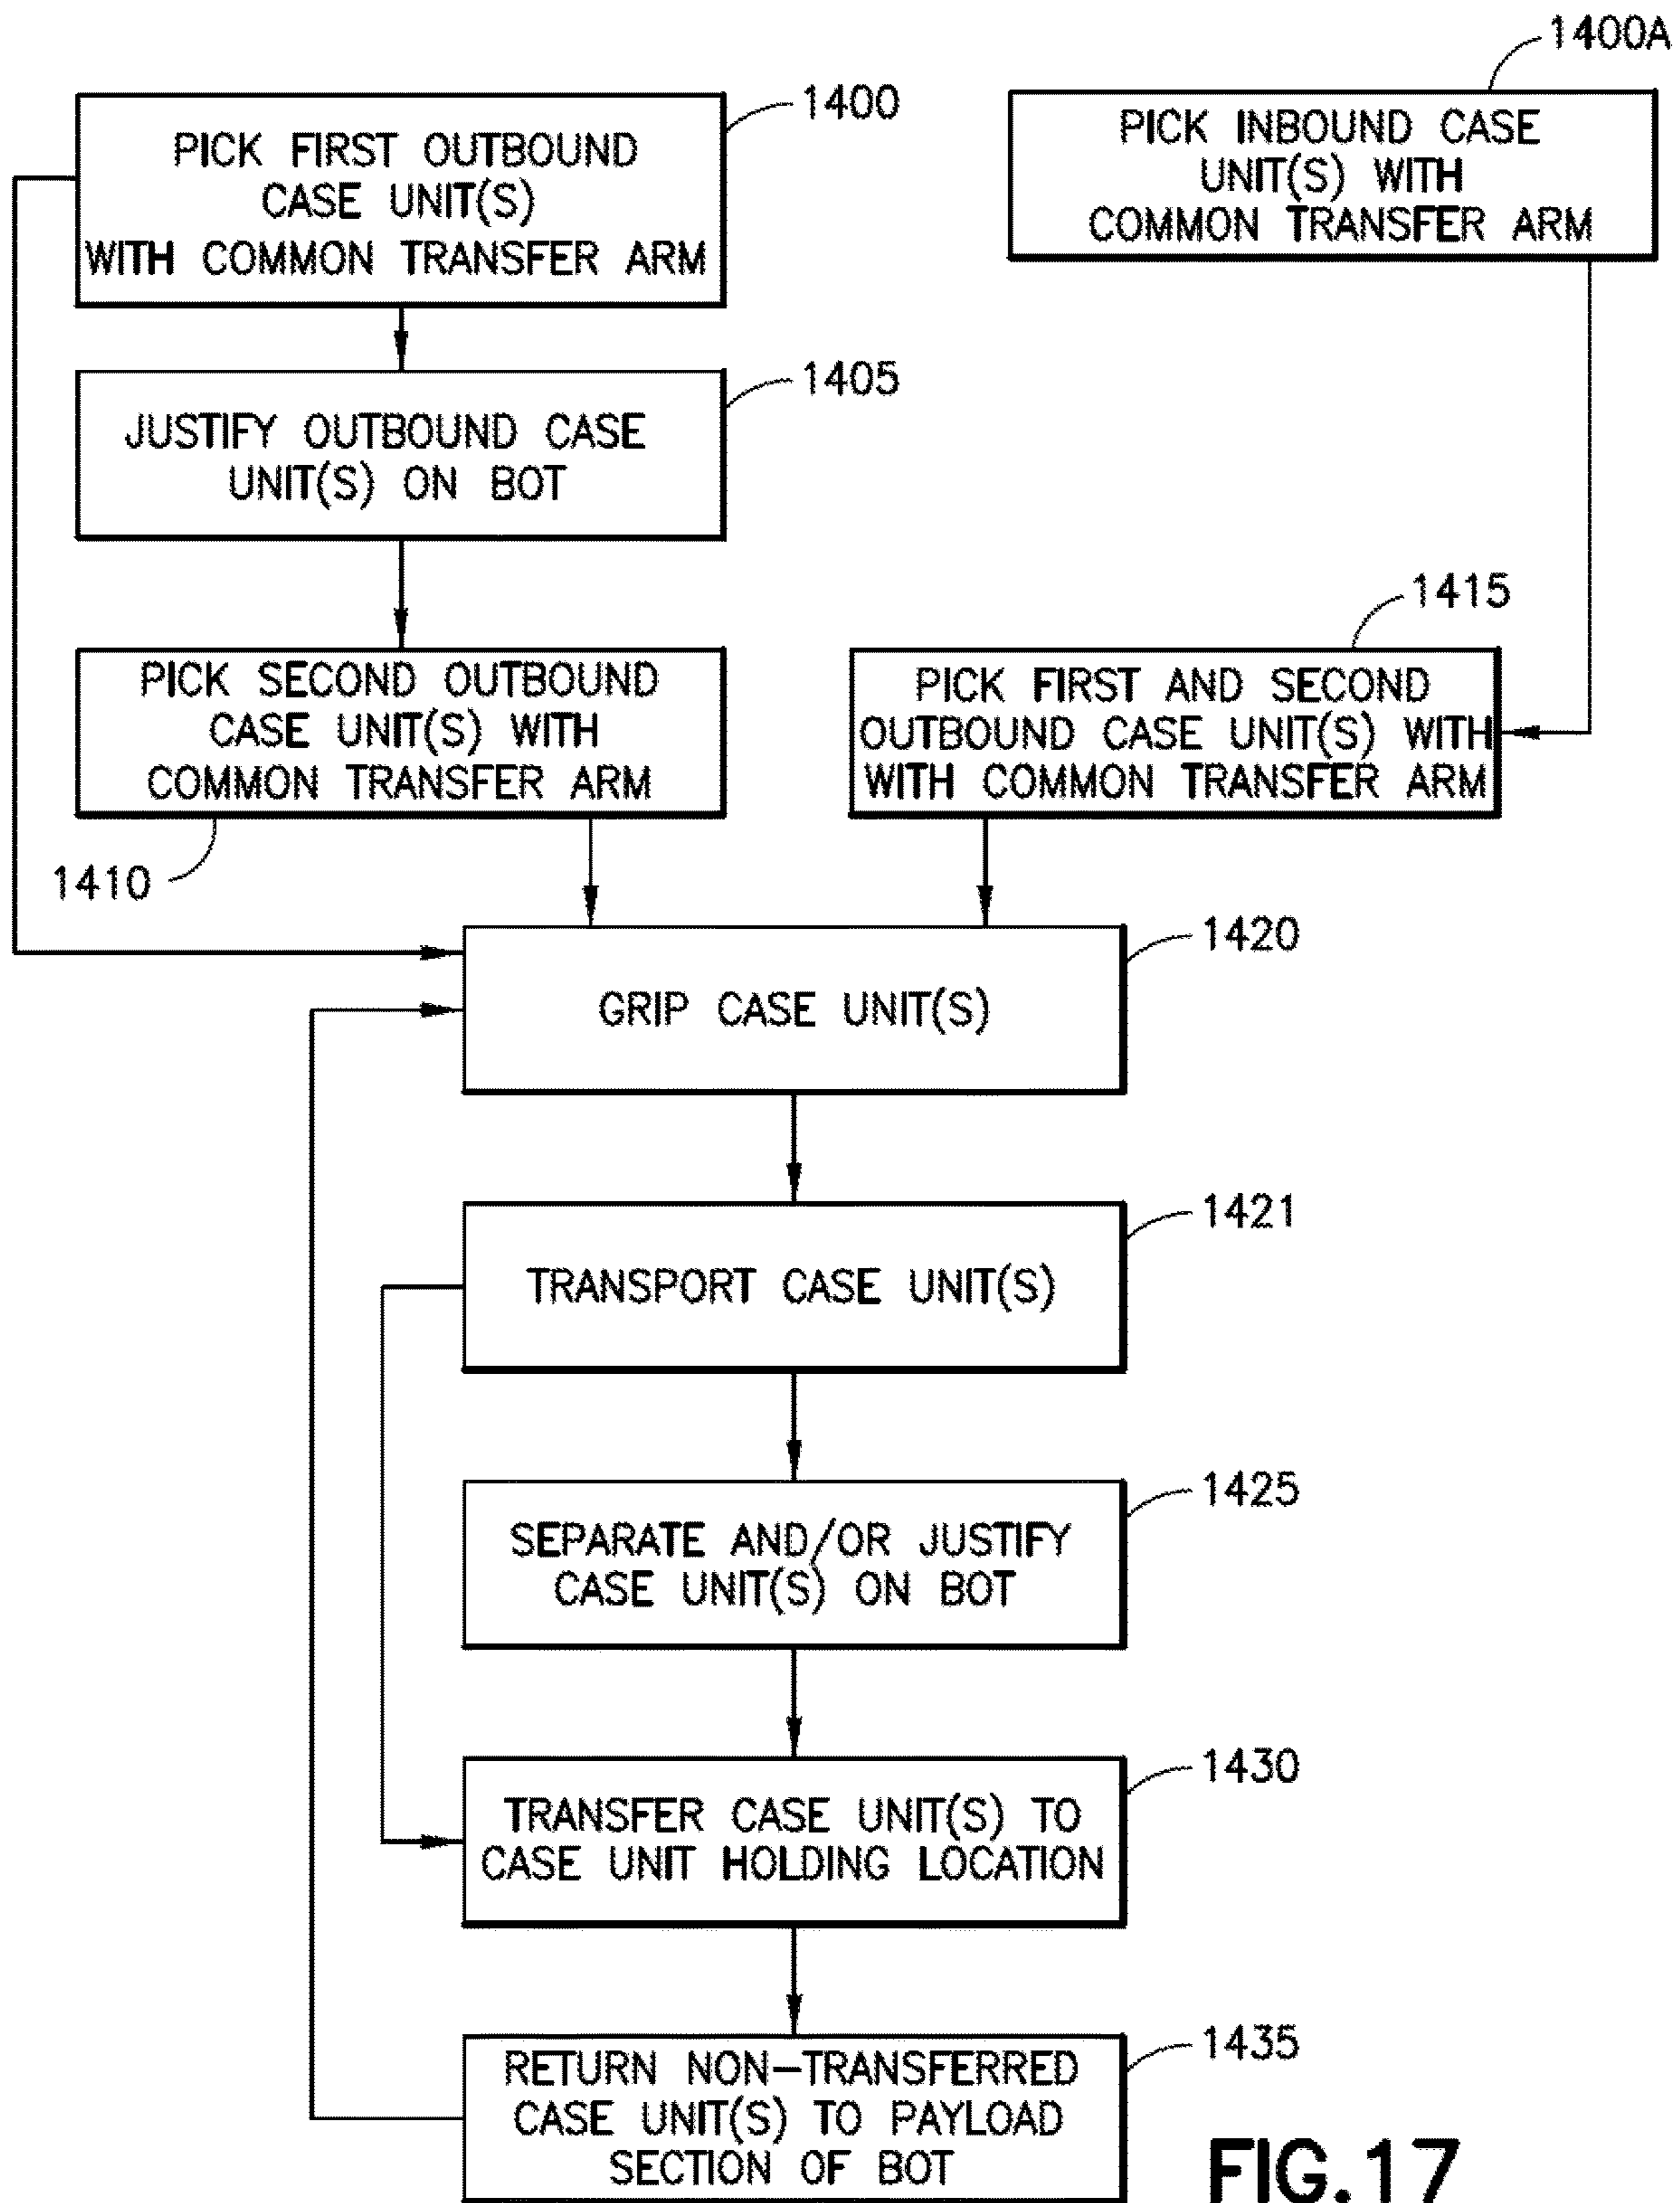 1400A
1400
PICK FIRST OUTBOUND
CASE UNIT(S)
WITH COMMON TRANSFER ARM
PICK INBOUND CASE
UNIT(S) WITH
COMMON TRANSFER ARM
1405
JUSTIFY OUTBOUND CASE
UNIT(S) ON BOT
1415
PICK SECOND OUTBOUND
CASE UNIT(S) WITH
COMMON TRANSFER ARM
PICK FIRST AND SECOND
OUTBOUND CASE UNIT(S) WITH
WITH COMMON TRANSFER ARM
1410
1420
GRIP CASE UNIT(S)
1421
TRANSPORT CASE UNIT(S)
1425
SEPARATE AND/OR JUSTIFY
CASE UNIT(S) ON BOT
1430
TRANSFER CASE UNIT(S) TO
CASE UNIT HOLDING LOCATION
1435
RETURN NON-TRANSFERRED
CASE UNIT(S) TO PAYLOAD
SECTION OF BOT
FIG.17